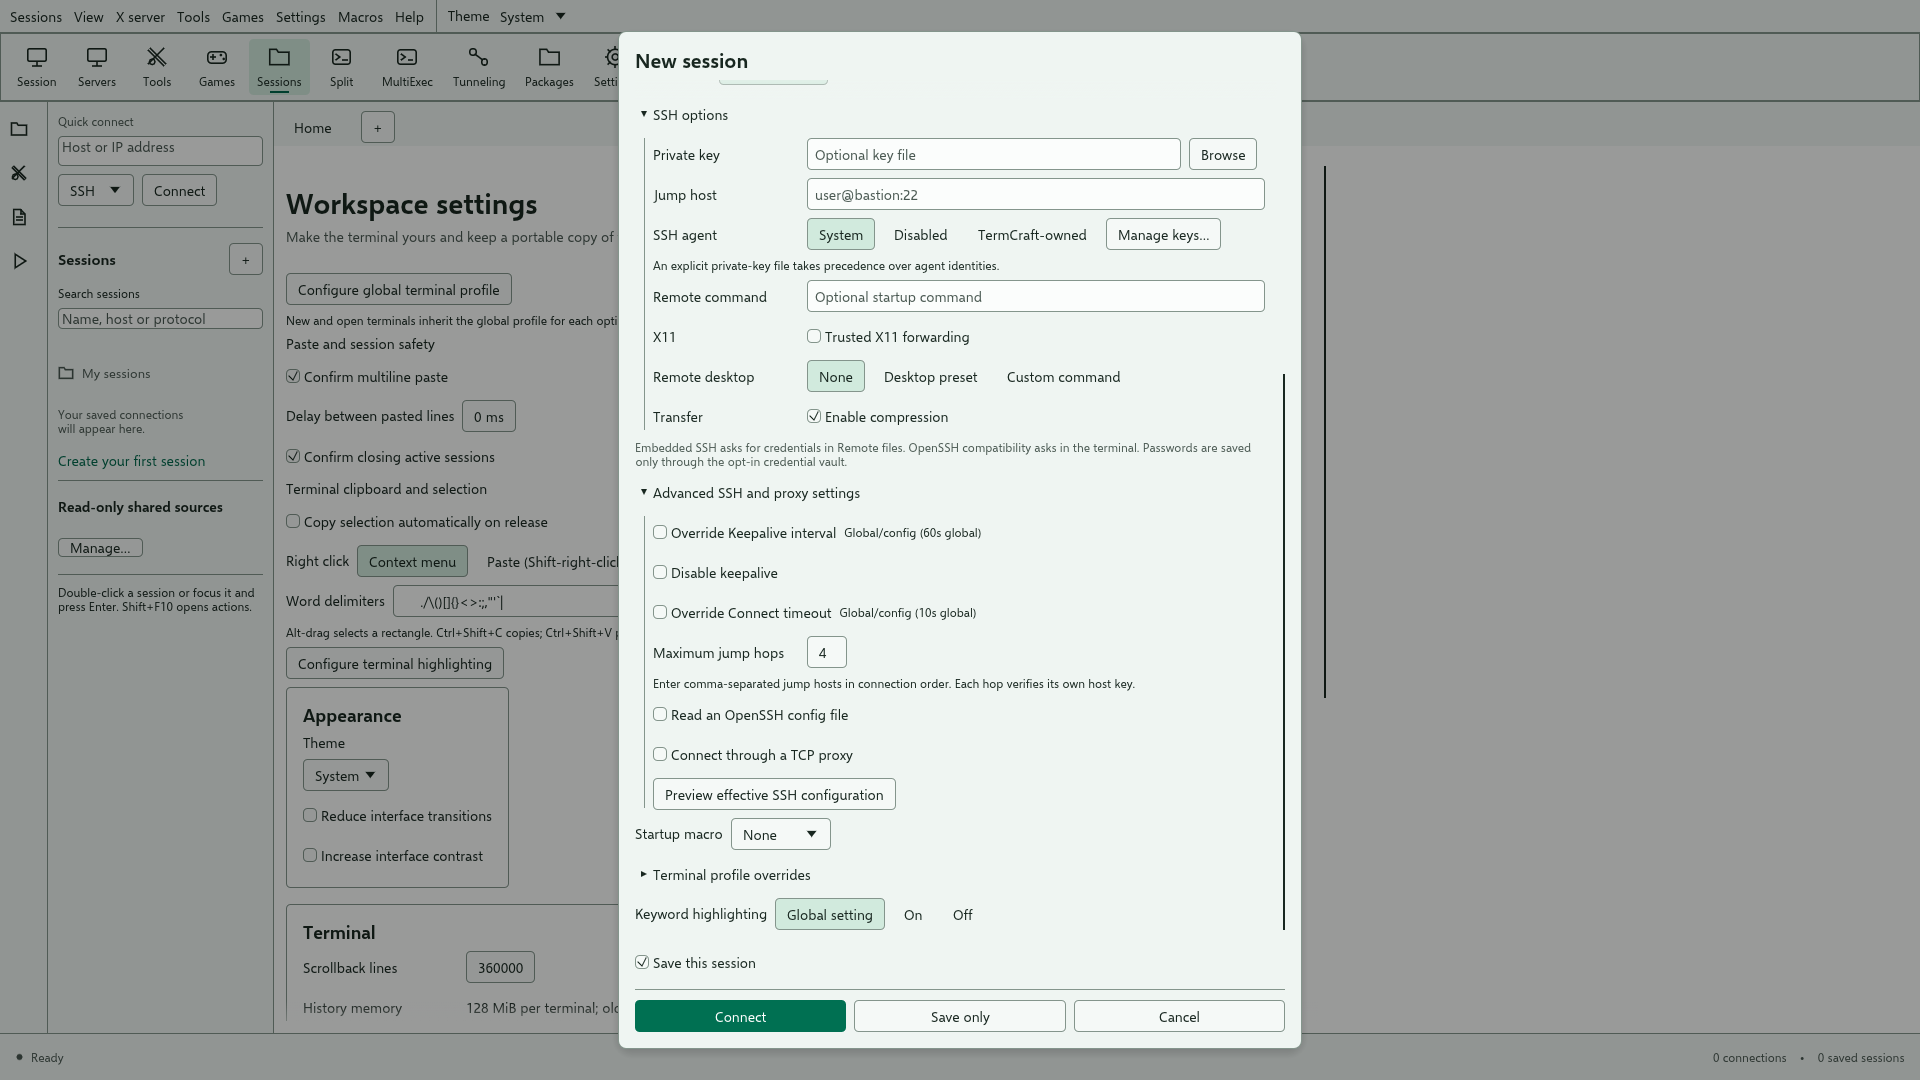 Sessions View X server Tools Games Settings Macros Help Theme System
Session Servers Tools Games Sessions Split MultiExec Tunneling Packages
Quick connect
Host or IP address
SSH Connect
Sessions +
Search sessions
Name, host or protocol
My sessions
Your saved connections
will appear here.
Create your first session
Read-only shared sources
Manage...
Double-click a session or focus it and
press Enter. Shift+F10 opens actions.
Home +
Workspace settings
Make the terminal yours and keep a portable copy of
Configure global terminal profile
New and open terminals inherit the global profile for each
Paste and session safety
Confirm multiline paste
Delay between pasted lines 0 ms
Confirm closing active sessions
Terminal clipboard and selection
Copy selection automatically on release
Right click Context menu Paste
Word delimiters
Alt-drag selects a rectangle. Ctrl+Shift+C copies; Ctrl+Shift+V
Configure terminal highlighting
Appearance
Theme
System
Reduce interface transitions
Increase interface contrast
Terminal
Scrollback lines 360000
History memory 128 MiB per terminal;
New session
SSH options
Private key Optional key file Browse
Jump host user@bastion:22
SSH agent System Disabled TermCraft-owned Manage keys...
An explicit private-key file takes precedence over agent identities.
Remote command Optional startup command
X11 Trusted X11 forwarding
Remote desktop None Desktop preset Custom command
Transfer Enable compression
Embedded SSH asks for credentials in Remote files. OpenSSH compatibility asks in the terminal. Passwords are saved
only through the opt-in credential vault.
Advanced SSH and proxy settings
Override Keepalive interval Global/config (60s global)
Disable keepalive
Override Connect timeout Global/config (10s global)
Maximum jump hops 4
Enter comma-separated jump hosts in connection order. Each hop verifies its own host key.
Read an OpenSSH config file
Connect through a TCP proxy
Preview effective SSH configuration
Startup macro None
Terminal profile overrides
Keyword highlighting Global setting On Off
Save this session
Connect Save only Cancel
Ready
0 connections • 0 saved sessions